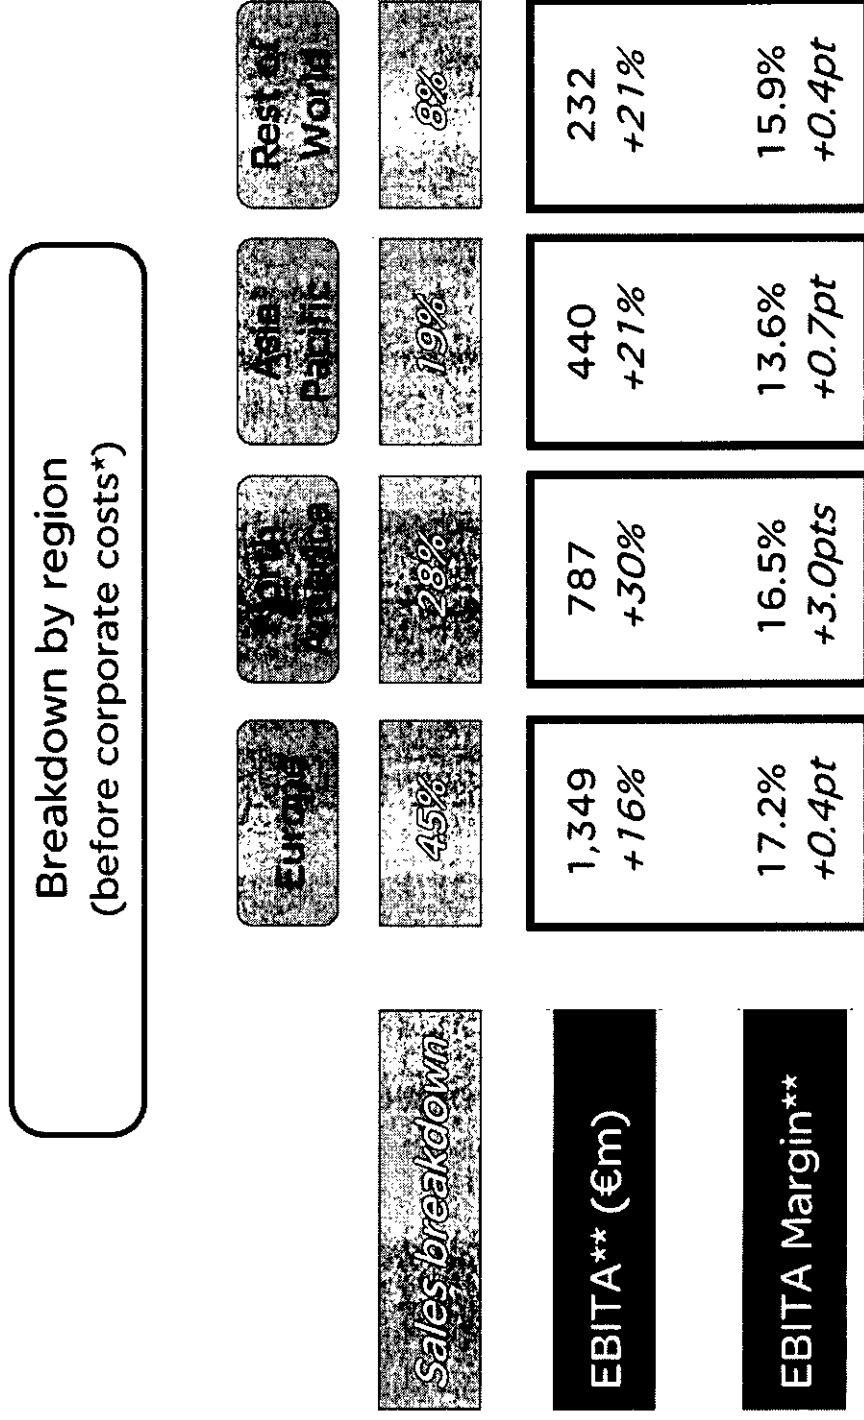 Breakdown by region
(before corporate costs*)
Europe
North
America
Asia
Pacific
Rest of
World
Sales breakdown
45%
28%
19%
8%
EBITA** (€m)
1,349
+16%
787
+30%
440
+21%
232
+21%
EBITA Margin**
17.2%
+0.4pt
16.5%
+3.0pts
13.6%
+0.7pt
15.9%
+0.4pt